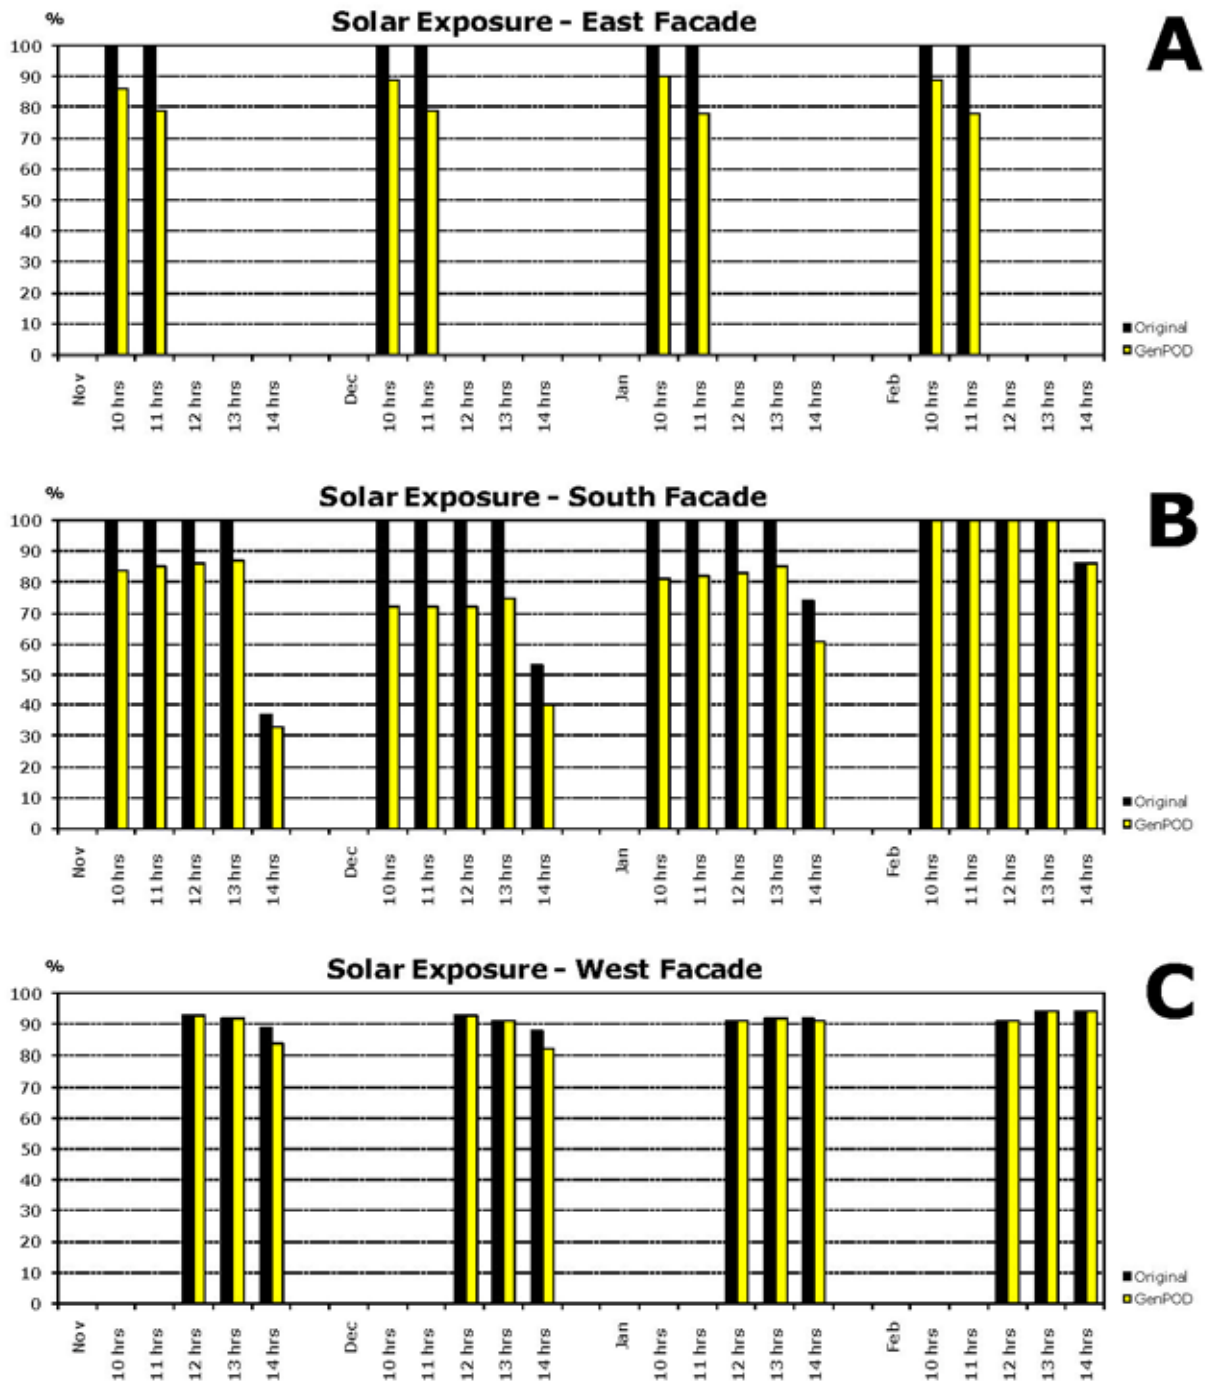 %
Solar Exposure - East Facade
A
100
90
80
70
60
50
40
30
20
10
0
Original
GenPOD
Nov
10 hrs
11 hrs
12 hrs
13 hrs
14 hrs
Dec
10 hrs
11 hrs
12 hrs
13 hrs
14 hrs
Jan
10 hrs
11 hrs
12 hrs
13 hrs
14 hrs
Feb
10 hrs
11 hrs
12 hrs
13 hrs
14 hrs
%
Solar Exposure - South Facade
B
100
90
80
70
60
50
40
30
20
10
0
Original
GenPOD
Nov
10 hrs
11 hrs
12 hrs
13 hrs
14 hrs
Dec
10 hrs
11 hrs
12 hrs
13 hrs
14 hrs
Jan
10 hrs
11 hrs
12 hrs
13 hrs
14 hrs
Feb
10 hrs
11 hrs
12 hrs
13 hrs
14 hrs
%
Solar Exposure - West Facade
C
100
90
80
70
60
50
40
30
20
10
0
Original
GenPOD
Nov
10 hrs
11 hrs
12 hrs
13 hrs
14 hrs
Dec
10 hrs
11 hrs
12 hrs
13 hrs
14 hrs
Jan
10 hrs
11 hrs
12 hrs
13 hrs
14 hrs
Feb
10 hrs
11 hrs
12 hrs
13 hrs
14 hrs